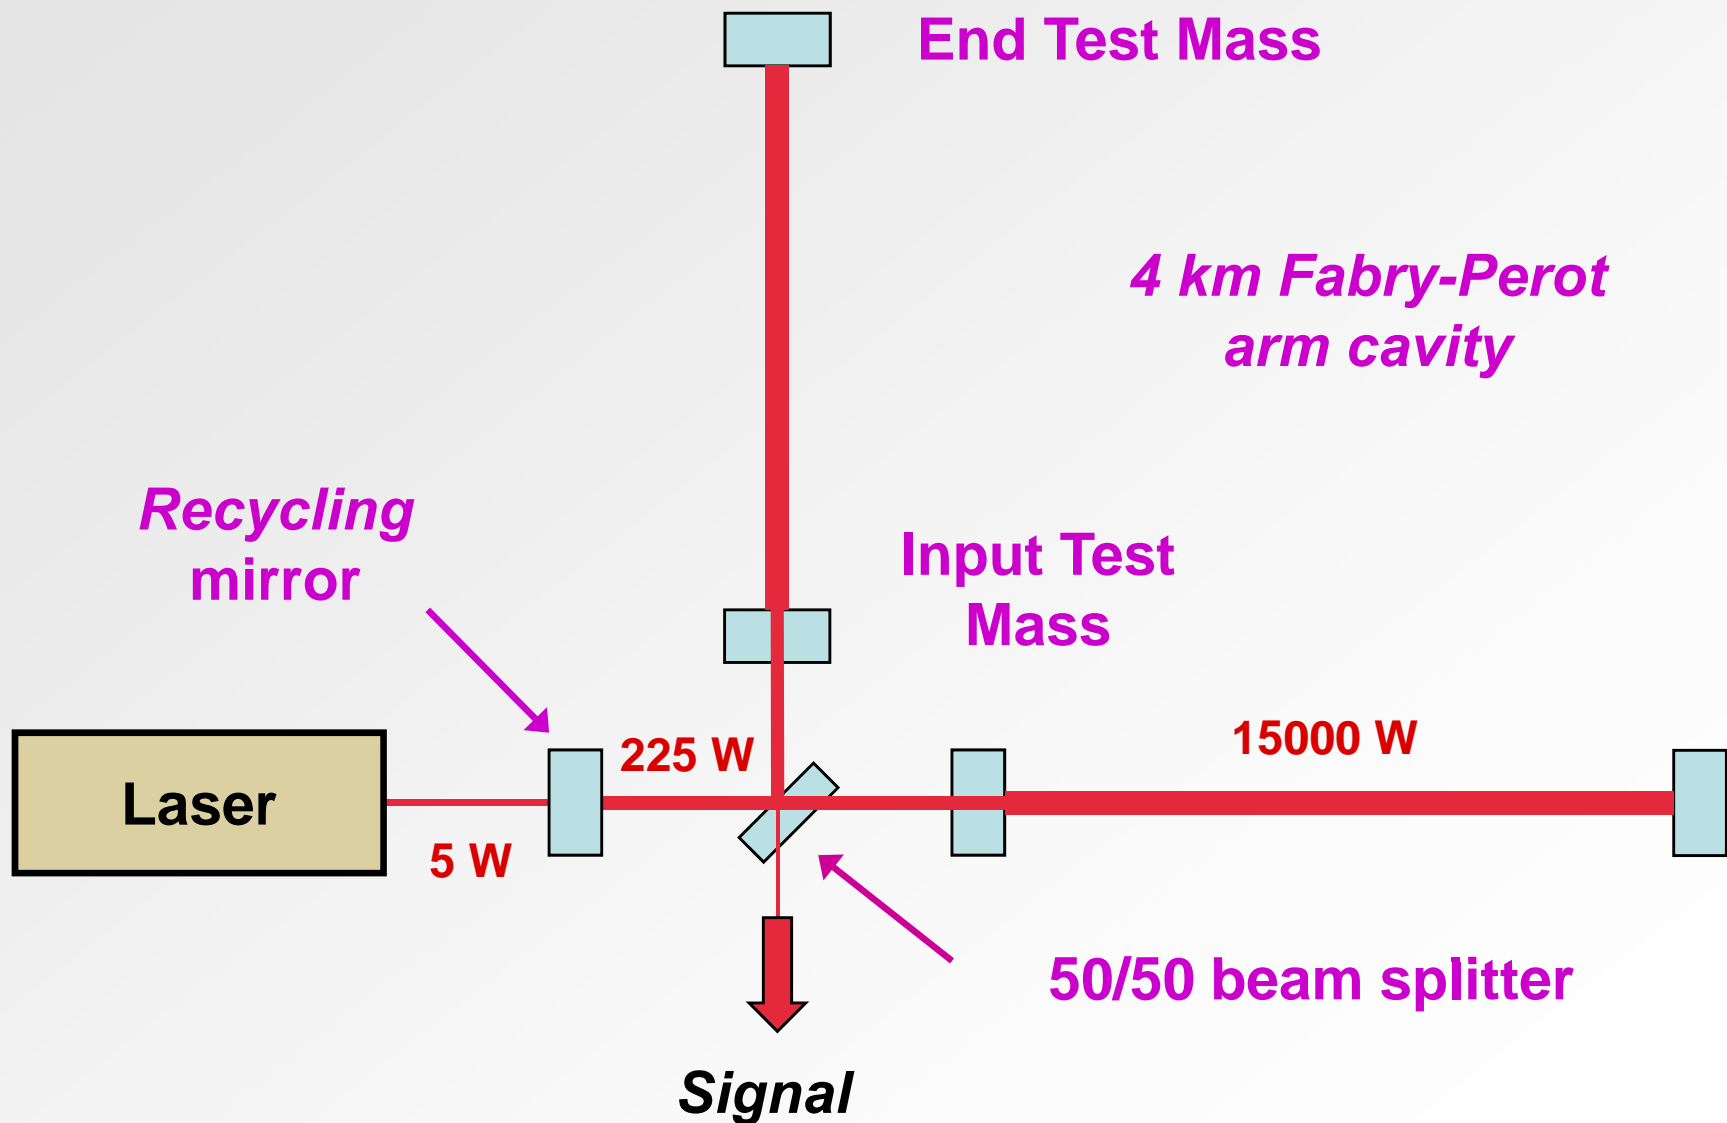 End Test Mass
4 km Fabry-Perot
arm cavity
Recycling
mirror
Input Test
Mass
225 W
15000 W
Laser
5 W
50/50 beam splitter
Signal